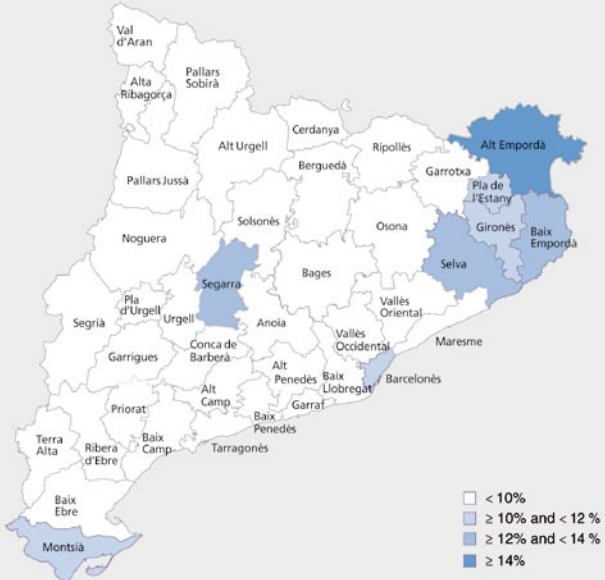 Val
d'Aran
Alta
Ribagorça
Pallars
Sobirà
Cerdanya
Alt Urgell
Ripollès
Alt Empordà
Berguedà
Garrotxa
Pallars Jussà
Pla de
l'Estany
Solsonès
Osona
Gironès
Baix
Empordà
Noguera
Selva
Bages
Segarra
Pla
d'Urgell
Vallès
Oriental
Segrià
Urgell
Anoia
Vallès
Occidental
Maresme
Conca de
Barberà
Garrigues
Alt
Penedès
Baix
Llobregat
Barcelonès
Alt
Camp
Priorat
Garraf
Baix
Penedès
Terra
Alta
Ribera
d'Ebre
Baix
Camp
Tarragonès
Baix
Ebre
Montsià
< 10%
≥ 10% and < 12 %
≥ 12% and < 14 %
≥ 14%